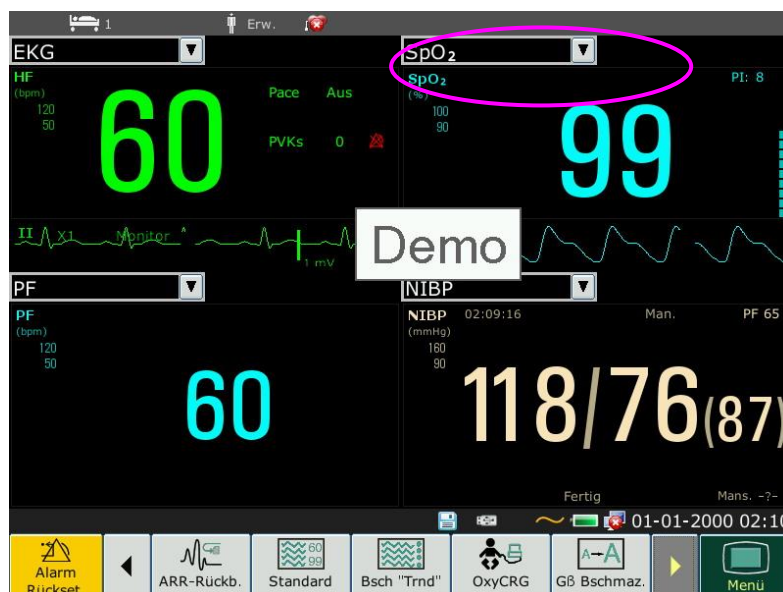 1 Erw.
EKG
SpO₂
HF
(bpm)
120
50
60
Pace Aus
PVKs 0
SpO₂
(%)
100
90
99
PI: 8
II X1 Monitor
1 mV
Demo
PF
NIBP
PF
(bpm)
120
50
60
NIBP 02:09:16 Man. PF 65
(mmHg)
160
90
118/76(87)
Fertig Mans. -?-
01-01-2000 02:10
Alarm
Rückset
ARR-Rückb.
Standard
60
99
Bsch "Trnd"
OxyCRG
A→A
Gß Bschmaz.
Menü